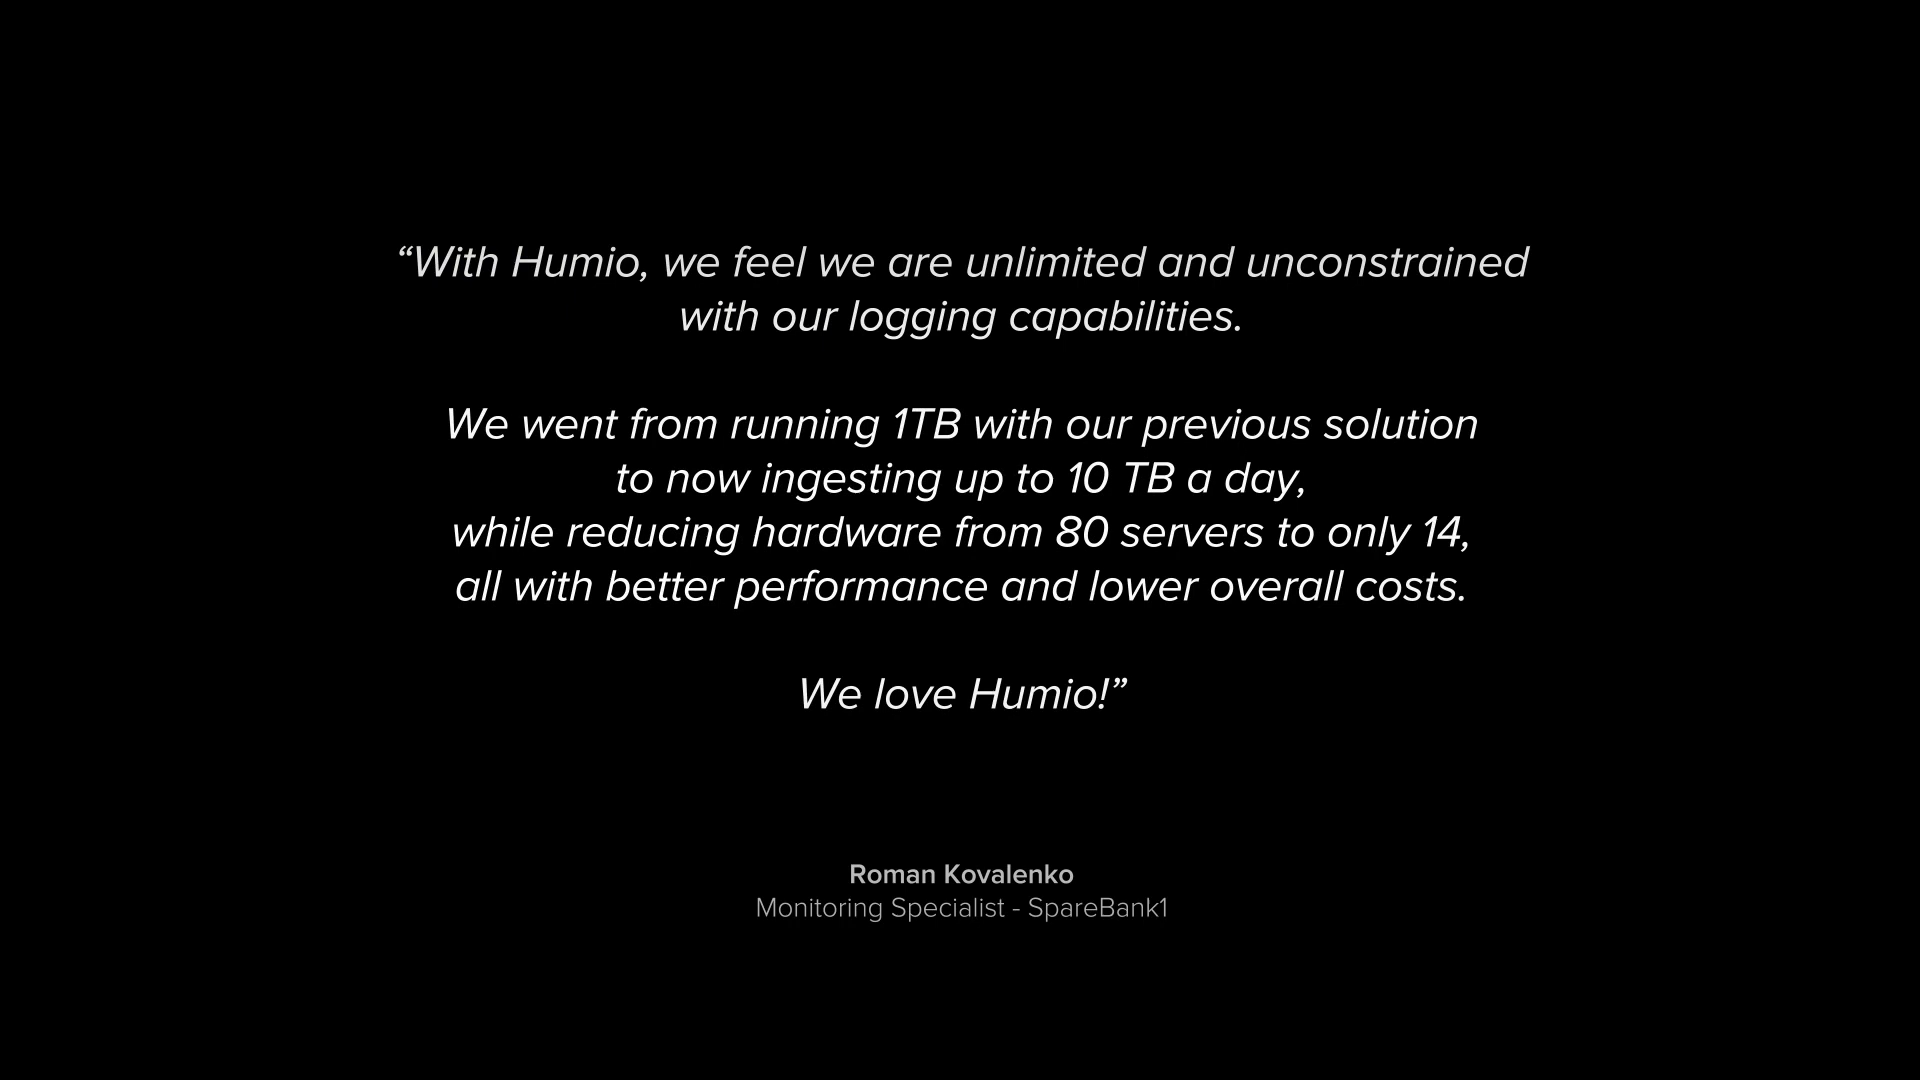 “With Humio, we feel we are unlimited and unconstrained
with our logging capabilities.
We went from running 1TB with our previous solution
to now ingesting up to 10 TB a day,
while reducing hardware from 80 servers to only 14,
all with better performance and lower overall costs.
We love Humio!”
Roman Kovalenko
Monitoring Specialist - SpareBank1